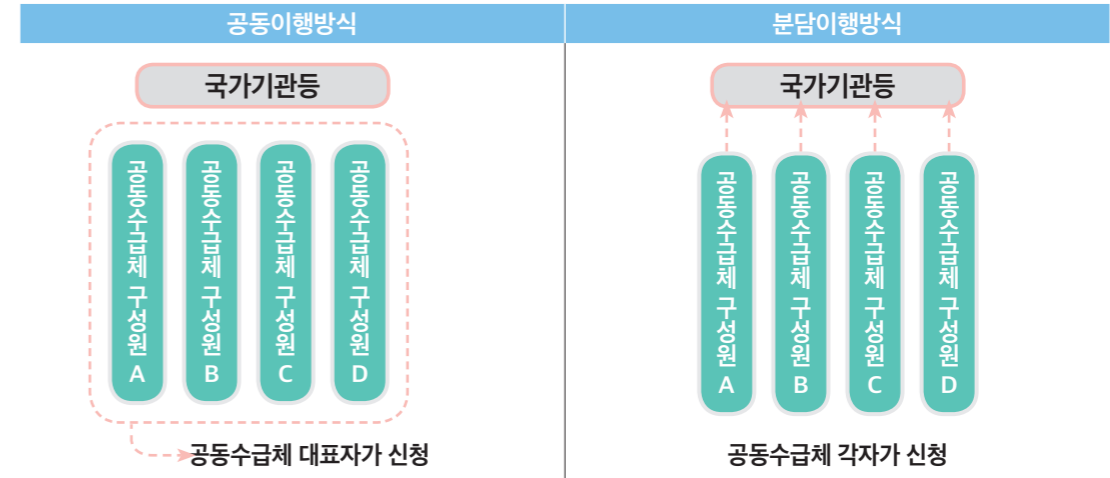 공동이행방식
국가기관등
공동수급체 구성원 A
공동수급체 구성원 B
공동수급체 구성원 C
공동수급체 구성원 D
공동수급체 대표자가 신청
분담이행방식
국가기관등
공동수급체 구성원 A
공동수급체 구성원 B
공동수급체 구성원 C
공동수급체 구성원 D
공동수급체 각자가 신청